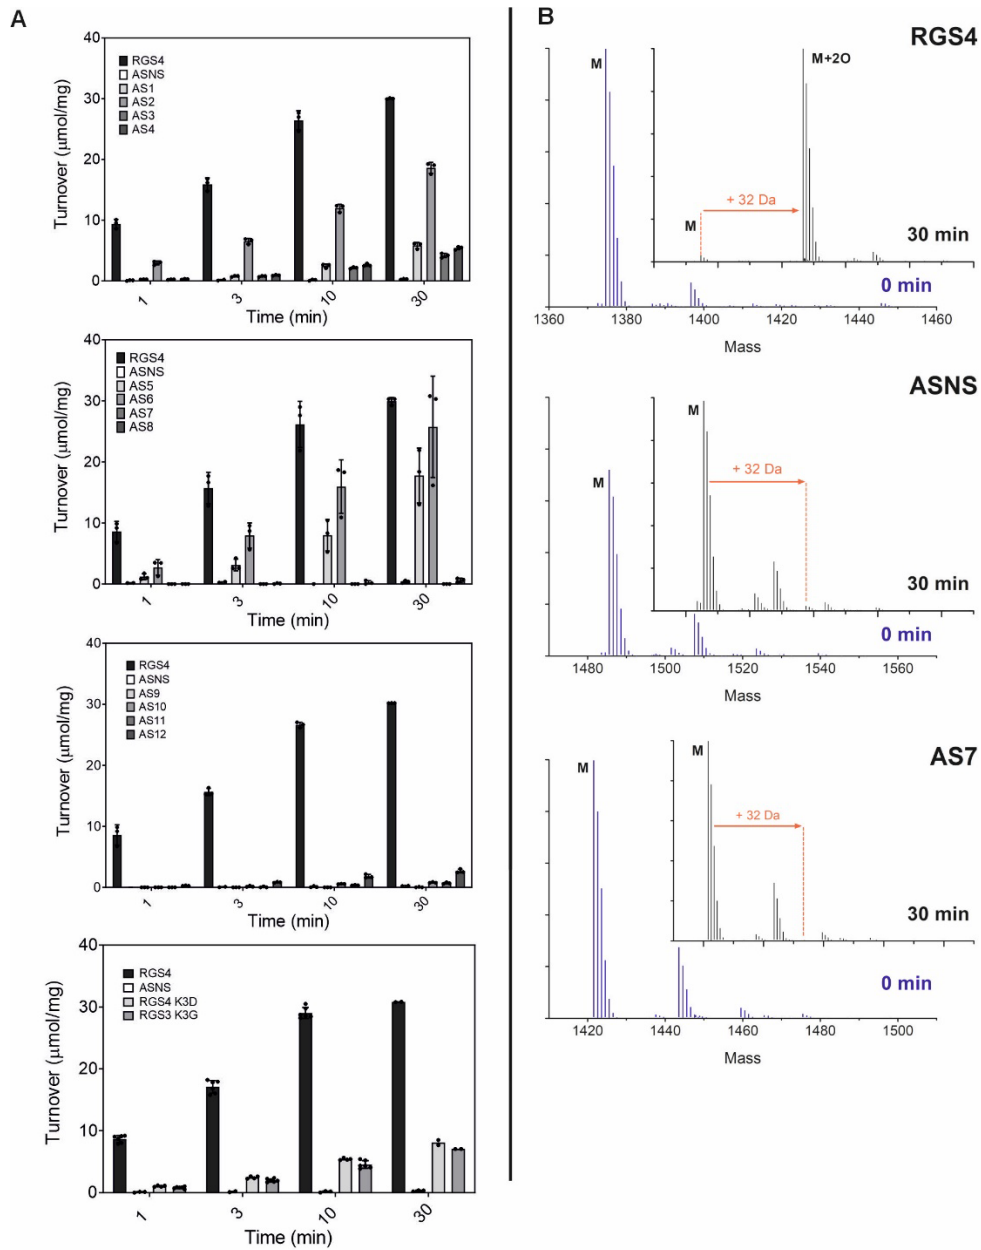 A
Turnover (µmol/mg)
40
30
20
10
0
RGS4
ASNS
AS1
AS2
AS3
AS4
1
3
10
30
Time (min)
Turnover (µmol/mg)
40
30
20
10
0
RGS4
ASNS
AS5
AS6
AS7
AS8
1
3
10
30
Time (min)
Turnover (µmol/mg)
40
30
20
10
0
RGS4
ASNS
AS9
AS10
AS11
AS12
1
3
10
30
Time (min)
Turnover (µmol/mg)
40
30
20
10
0
RGS4
ASNS
RGS4 K3D
RGS3 K3G
1
3
10
30
Time (min)
B
RGS4
M
M+2O
+ 32 Da
M
30 min
0 min
1360 1380 1400 1420 1440 1460
Mass
ASNS
M
M
+ 32 Da
30 min
0 min
1480 1500 1520 1540 1560
Mass
AS7
M
M
+ 32 Da
30 min
0 min
1420 1440 1460 1480 1500
Mass